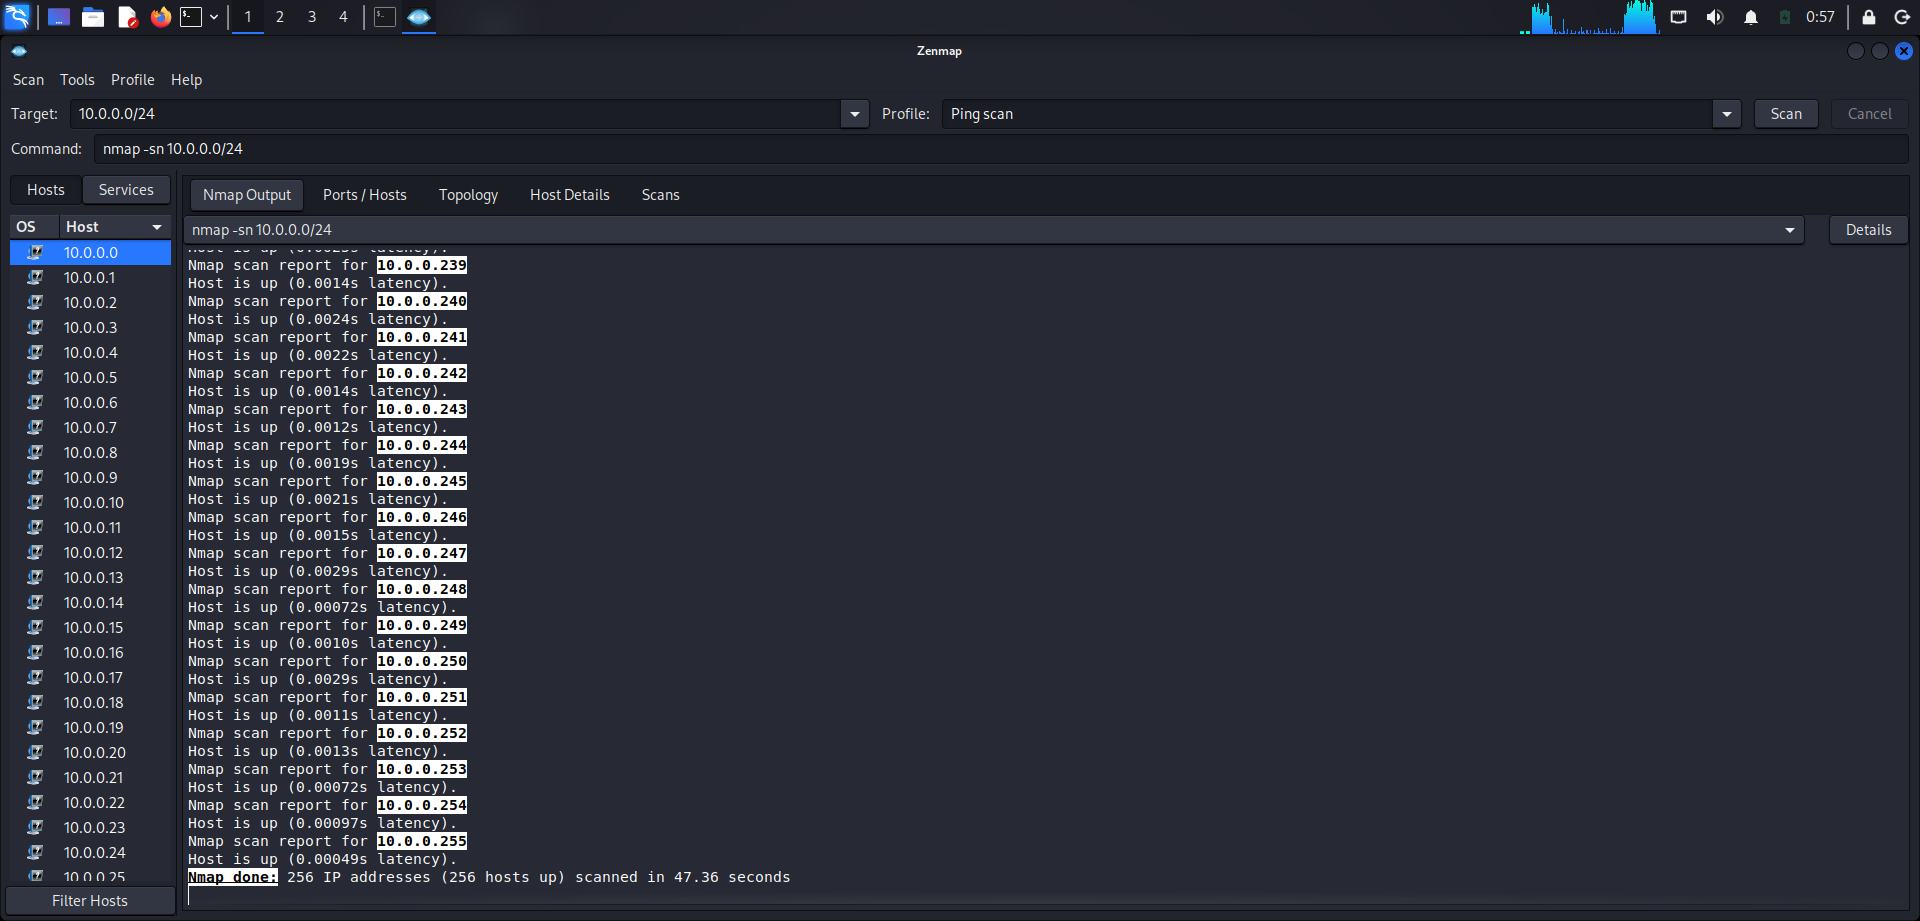 1 2 3 4 0:57
Zenmap
Scan Tools Profile Help
Target: 10.0.0.0/24 Profile: Ping scan Scan Cancel
Command: nmap -sn 10.0.0.0/24
Hosts Services
Nmap Output Ports / Hosts Topology Host Details Scans
OS Host
nmap -sn 10.0.0.0/24 Details
10.0.0.0
10.0.0.1
10.0.0.2
10.0.0.3
10.0.0.4
10.0.0.5
10.0.0.6
10.0.0.7
10.0.0.8
10.0.0.9
10.0.0.10
10.0.0.11
10.0.0.12
10.0.0.13
10.0.0.14
10.0.0.15
10.0.0.16
10.0.0.17
10.0.0.18
10.0.0.19
10.0.0.20
10.0.0.21
10.0.0.22
10.0.0.23
10.0.0.24
10.0.0.25
Filter Hosts
Host is up latency).
Nmap scan report for 10.0.0.239
Host is up (0.0014s latency).
Nmap scan report for 10.0.0.240
Host is up (0.0024s latency).
Nmap scan report for 10.0.0.241
Host is up (0.0022s latency).
Nmap scan report for 10.0.0.242
Host is up (0.0014s latency).
Nmap scan report for 10.0.0.243
Host is up (0.0012s latency).
Nmap scan report for 10.0.0.244
Host is up (0.0019s latency).
Nmap scan report for 10.0.0.245
Host is up (0.0021s latency).
Nmap scan report for 10.0.0.246
Host is up (0.0015s latency).
Nmap scan report for 10.0.0.247
Host is up (0.0029s latency).
Nmap scan report for 10.0.0.248
Host is up (0.00072s latency).
Nmap scan report for 10.0.0.249
Host is up (0.0010s latency).
Nmap scan report for 10.0.0.250
Host is up (0.0029s latency).
Nmap scan report for 10.0.0.251
Host is up (0.0011s latency).
Nmap scan report for 10.0.0.252
Host is up (0.0013s latency).
Nmap scan report for 10.0.0.253
Host is up (0.00072s latency).
Nmap scan report for 10.0.0.254
Host is up (0.00097s latency).
Nmap scan report for 10.0.0.255
Host is up (0.00049s latency).
Nmap done: 256 IP addresses (256 hosts up) scanned in 47.36 seconds